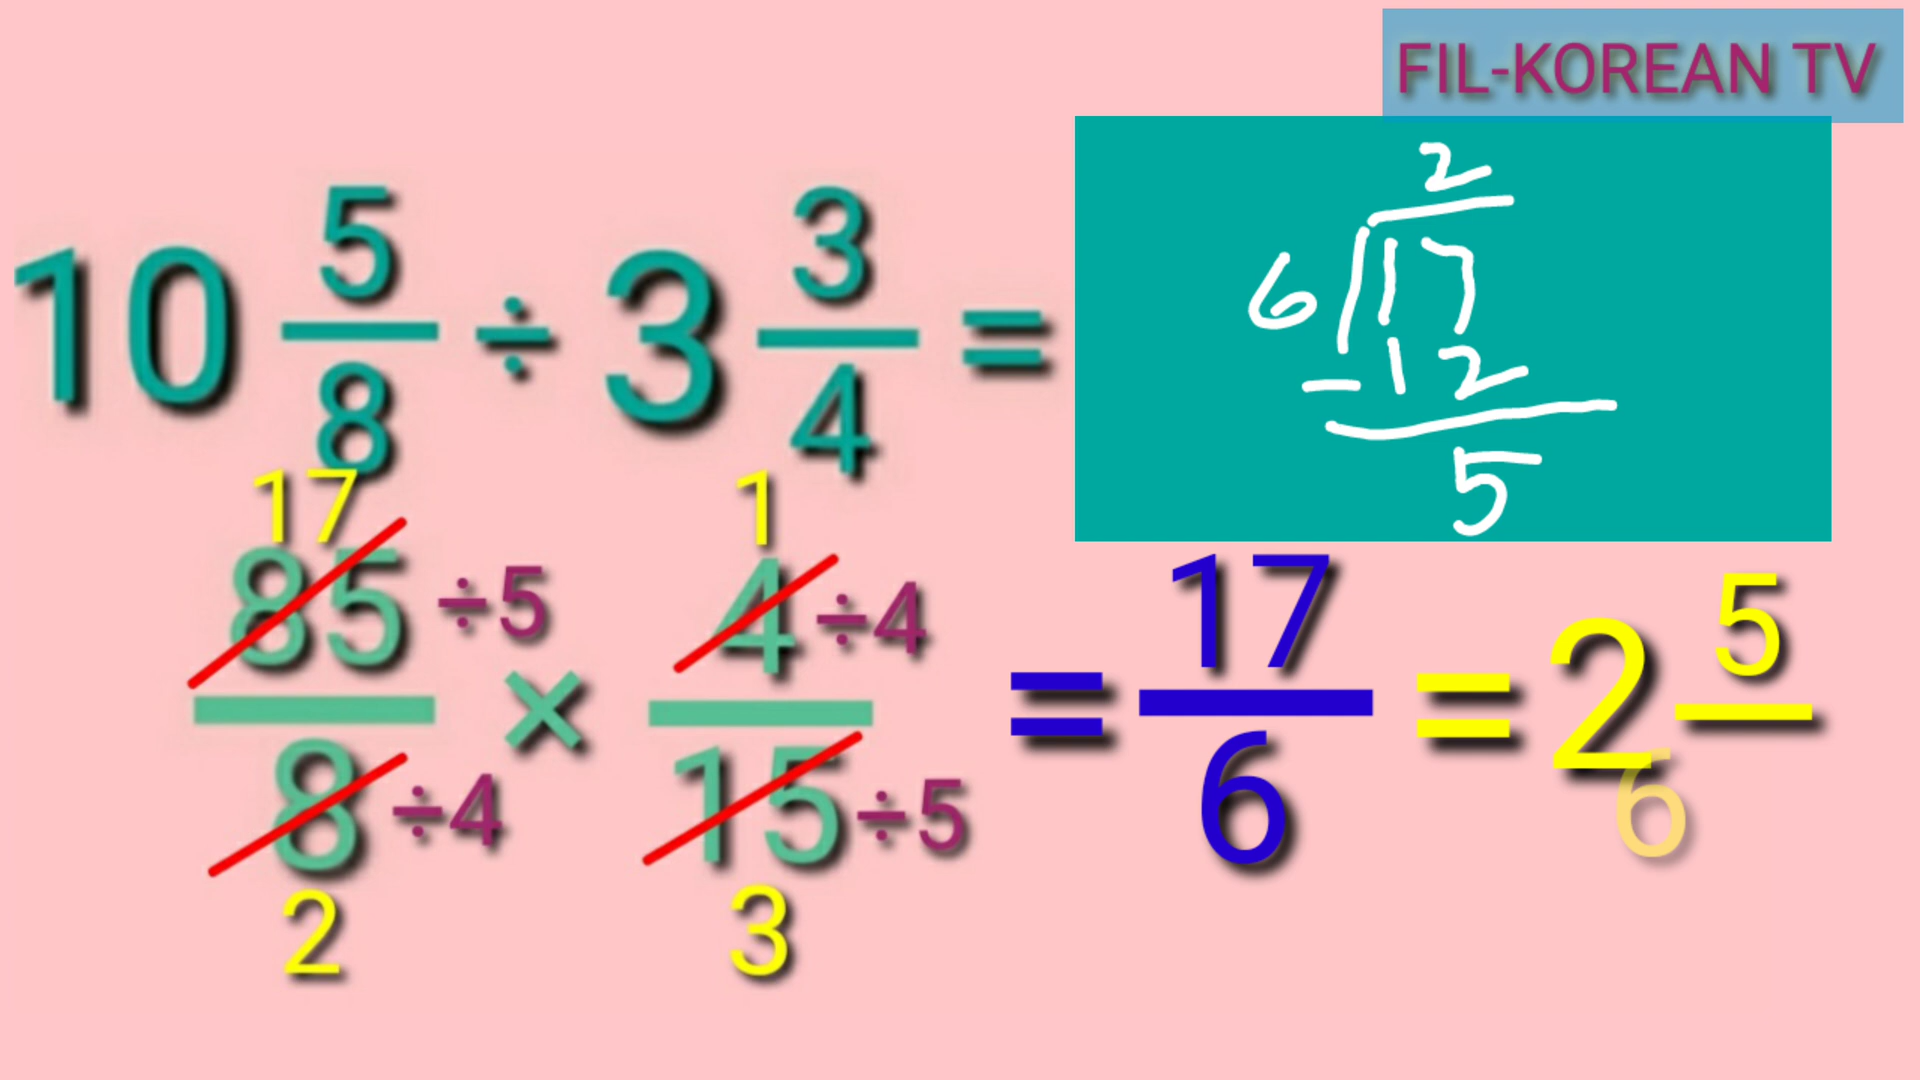 FIL-KOREAN TV
10 5/8 ÷ 3 3/4 =
2
6 17
- 12
5
17 1
85 ÷5 4 ÷4
× = 17/6 = 2 5/6
8 ÷4 15 ÷5
2 3